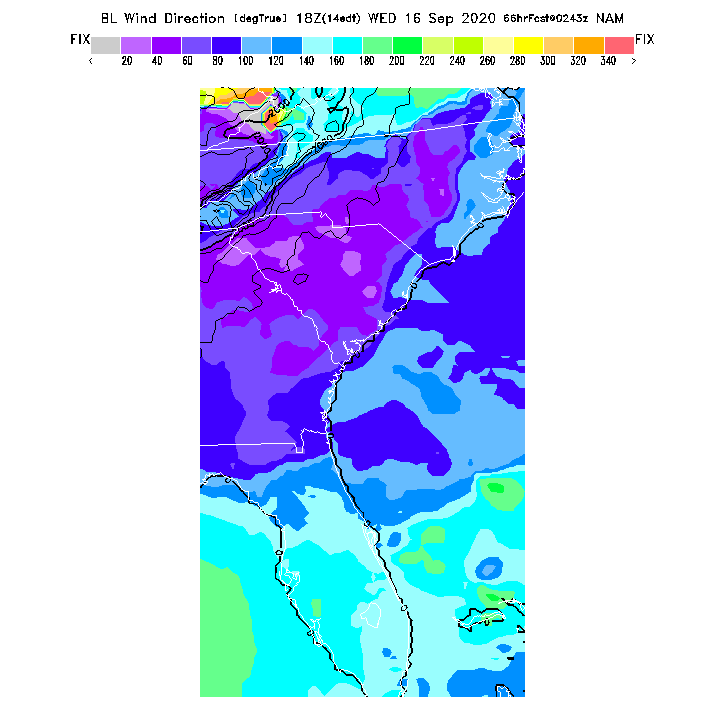 BL Wind Direction [degTrue] 18Z(14edt) WED 16 Sep 2020 66hrFcst@0243z NAM
FIX FIX
< 20 40 60 80 100 120 140 160 180 200 220 240 260 280 300 320 340 >